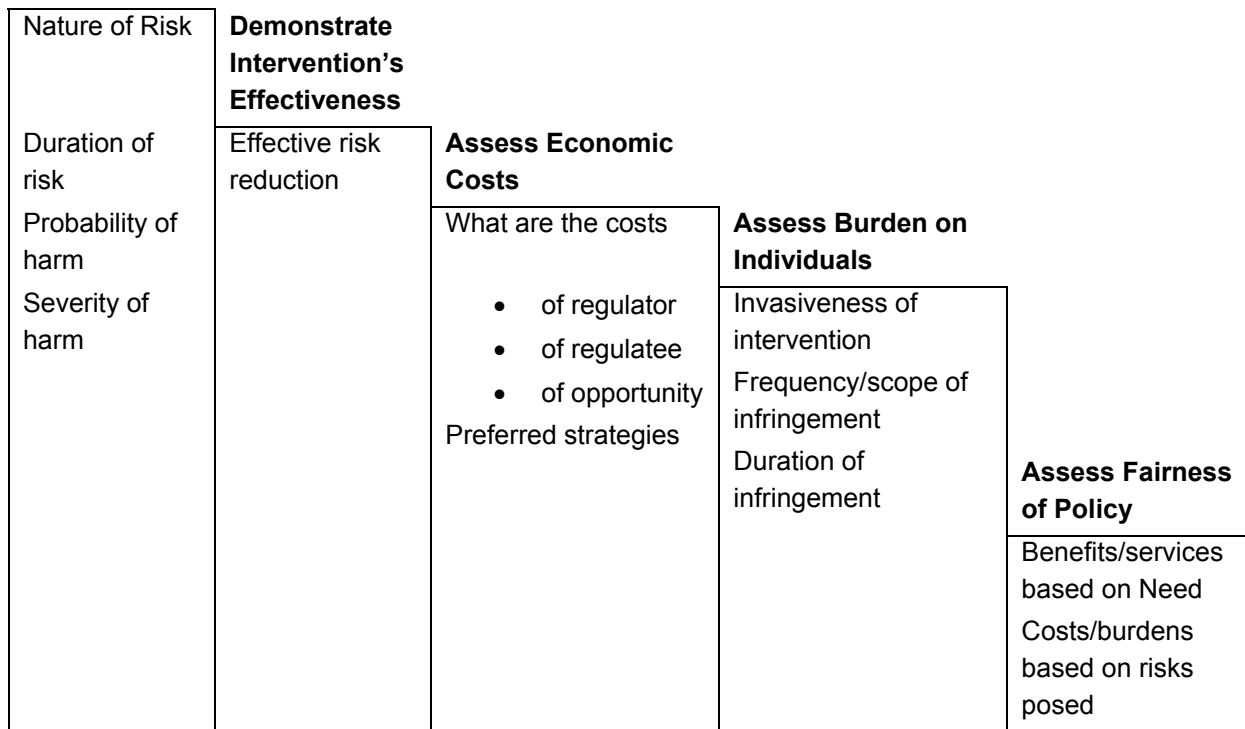 Nature of Risk
Duration of
risk
Probability of
harm
Severity of
harm
Demonstrate
Intervention’s
Effectiveness
Effective risk
reduction
Assess Economic
Costs
What are the costs
• of regulator
• of regulatee
• of opportunity
Preferred strategies
Assess Burden on
Individuals
Invasiveness of
intervention
Frequency/scope of
infringement
Duration of
infringement
Assess Fairness
of Policy
Benefits/services
based on Need
Costs/burdens
based on risks
posed